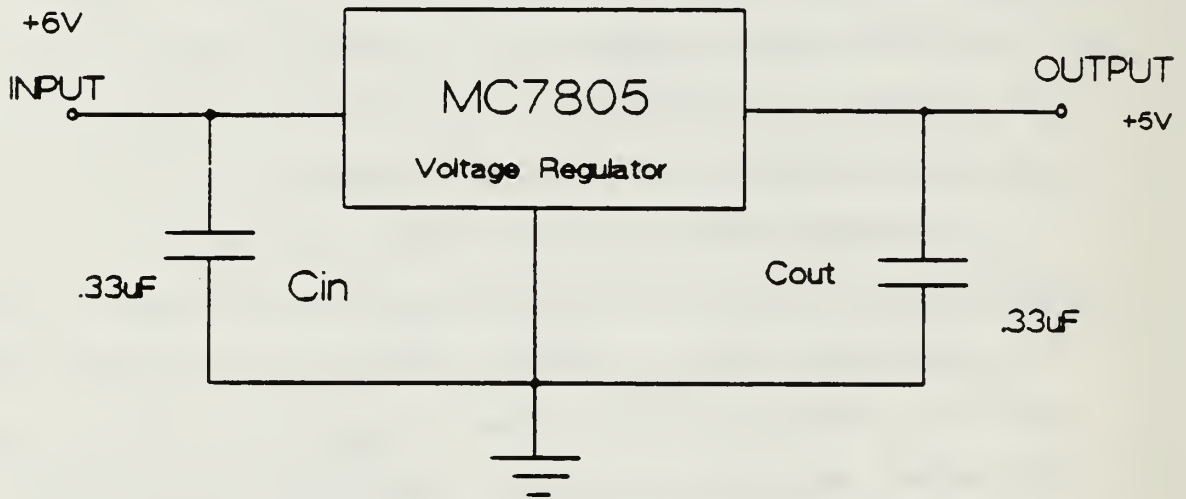 +6V
INPUT
MC7805
Voltage Regulator
OUTPUT
+5V
.33uF
Cin
Cout
.33uF